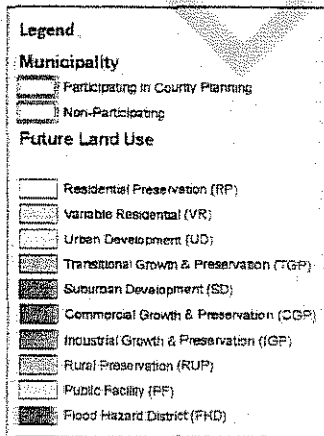 Legend
Municipality
Participating in County Planning
Non-Participating
Future Land Use
Residential Preservation (RP)
Variable Residential (VR)
Urban Development (UD)
Transitional Growth & Preservation (TGP)
Suburban Development (SD)
Commercial Growth & Preservation (CGP)
Industrial Growth & Preservation (IGP)
Rural Preservation (RUP)
Public Facility (PF)
Flood Hazard District (FHD)